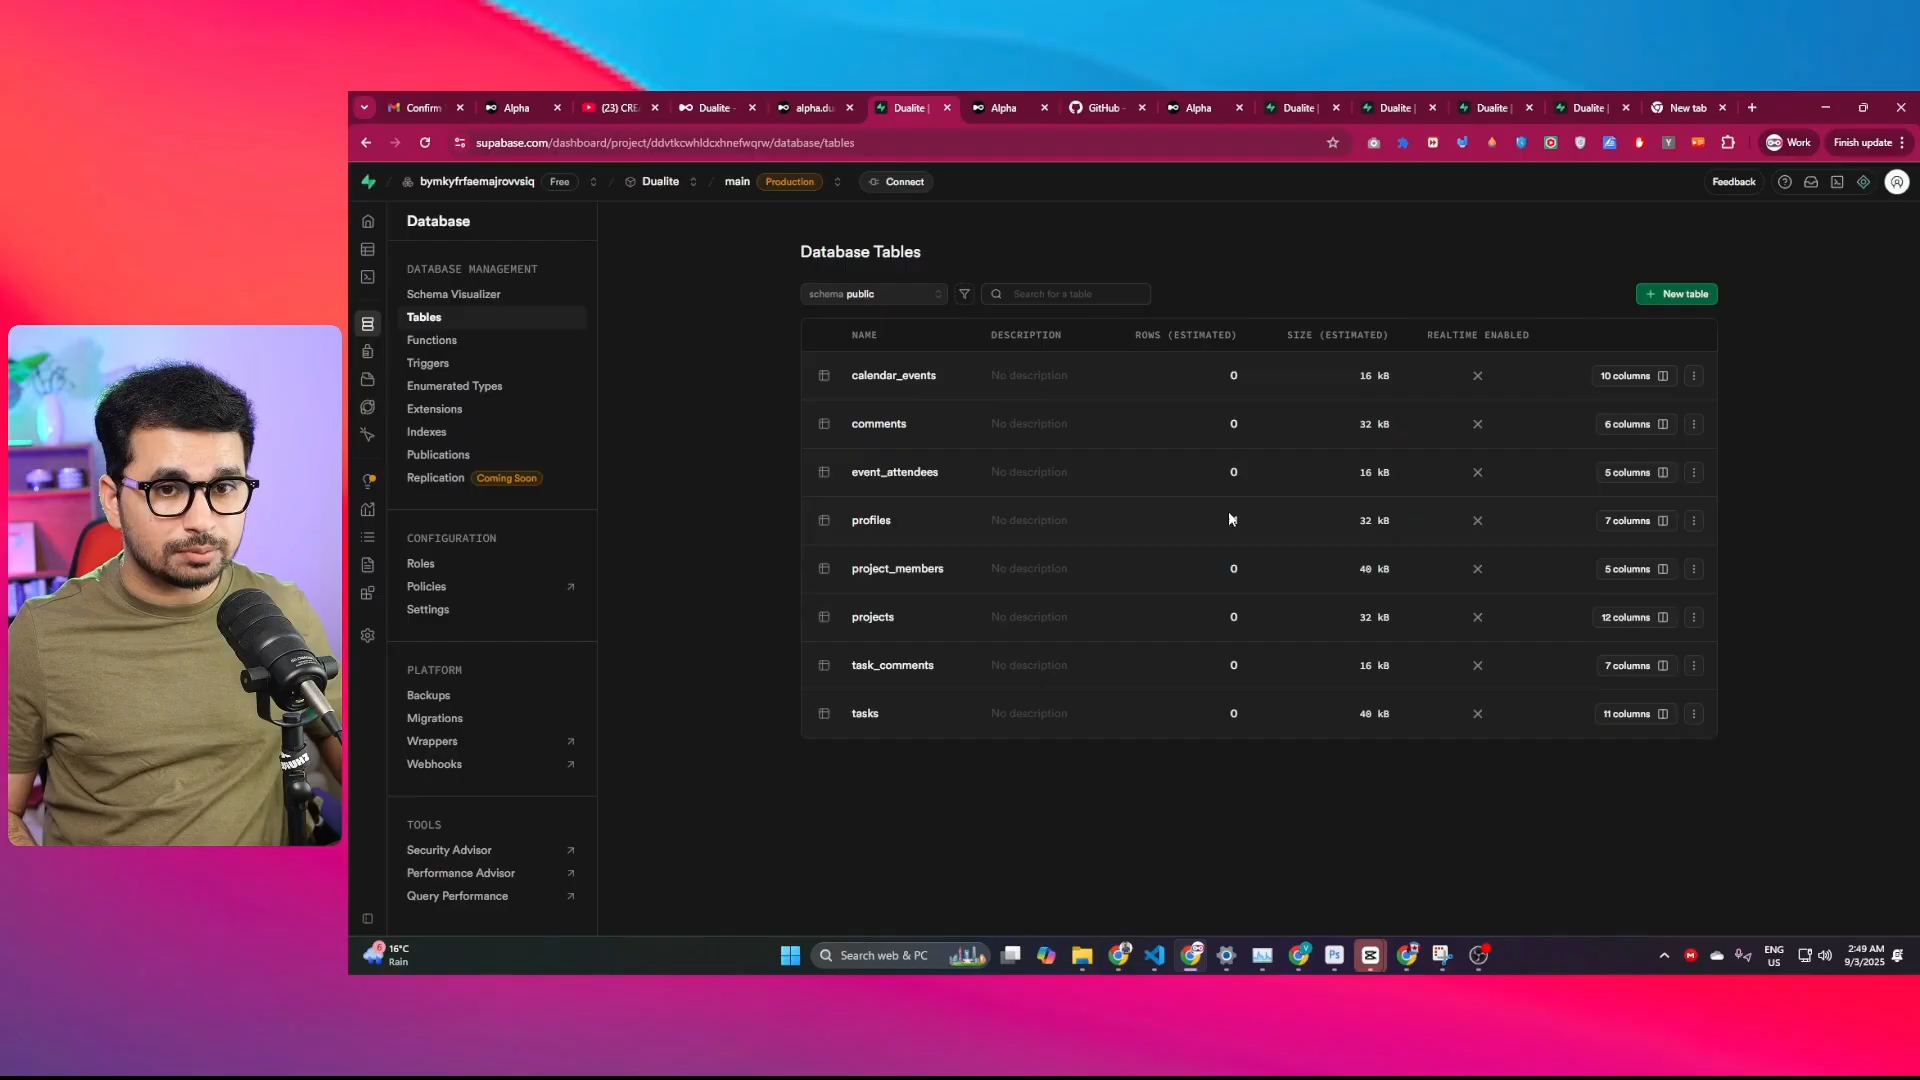 Confirm
Alpha
(23) CRE
Dualite -
alpha.du
Dualite |
Alpha
GitHub -
Alpha
Dualite |
Dualite |
Dualite |
Dualite |
New tab
supabase.com/dashboard/project/ddvtkcwhldcxhnefwqrw/database/tables
Work
Finish update
bymkyfrfaemajrovvsiq
Free
Dualite
main
Production
Connect
Feedback
Database
DATABASE MANAGEMENT
Schema Visualizer
Tables
Functions
Triggers
Enumerated Types
Extensions
Indexes
Publications
Replication Coming Soon
CONFIGURATION
Roles
Policies
Settings
PLATFORM
Backups
Migrations
Wrappers
Webhooks
TOOLS
Security Advisor
Performance Advisor
Query Performance
Database Tables
schema public
Search for a table
New table
NAME DESCRIPTION ROWS (ESTIMATED) SIZE (ESTIMATED) REALTIME ENABLED
calendar_events No description 0 16 kB 10 columns
comments No description 0 32 kB 6 columns
event_attendees No description 0 16 kB 5 columns
profiles No description 32 kB 7 columns
project_members No description 0 40 kB 5 columns
projects No description 0 32 kB 12 columns
task_comments No description 0 16 kB 7 columns
tasks No description 0 40 kB 11 columns
6
16°C
Rain
Search web & PC
Ps
ENG
US
2:49 AM
9/3/2025